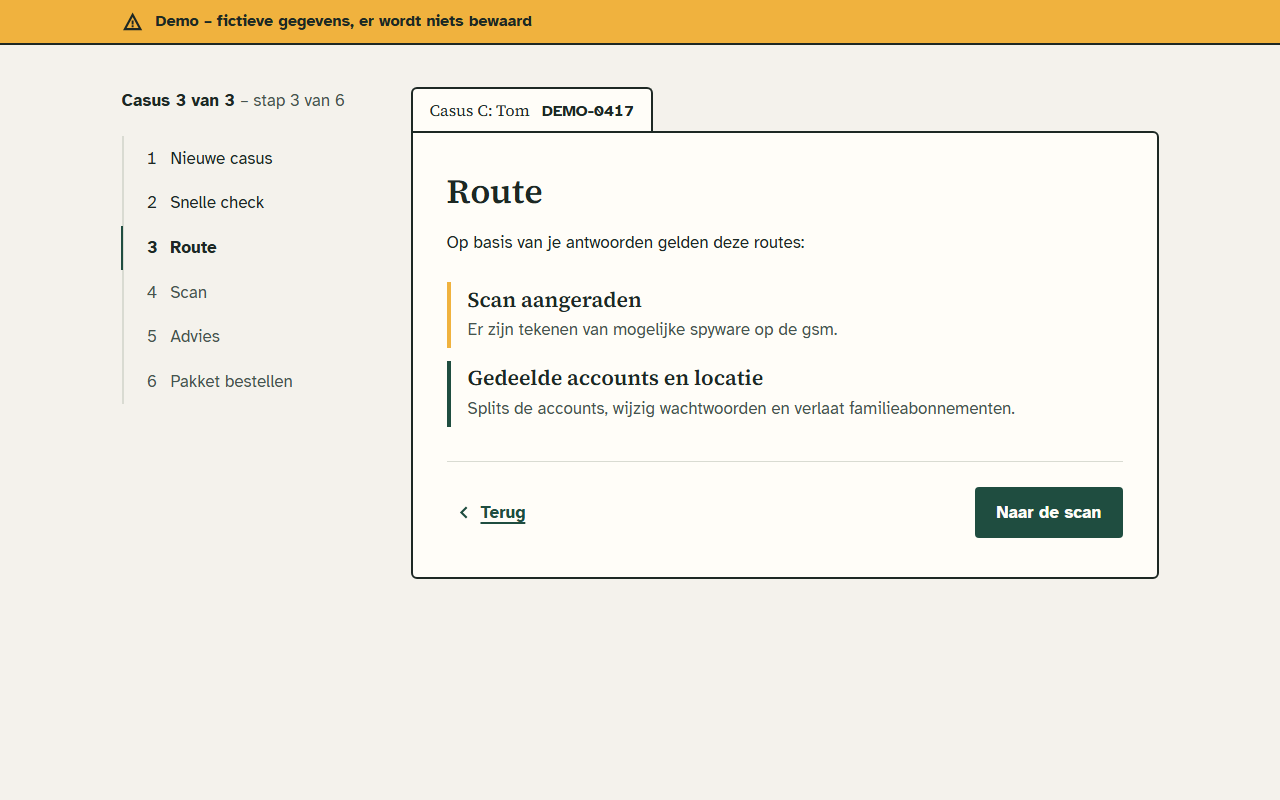 Demo – fictieve gegevens, er wordt niets bewaard
Casus 3 van 3 – stap 3 van 6
1 Nieuwe casus
2 Snelle check
3 Route
4 Scan
5 Advies
6 Pakket bestellen
Casus C: Tom DEMO-0417
Route
Op basis van je antwoorden gelden deze routes:
Scan aangeraden
Er zijn tekenen van mogelijke spyware op de gsm.
Gedeelde accounts en locatie
Splits de accounts, wijzig wachtwoorden en verlaat familieabonnementen.
Terug
Naar de scan